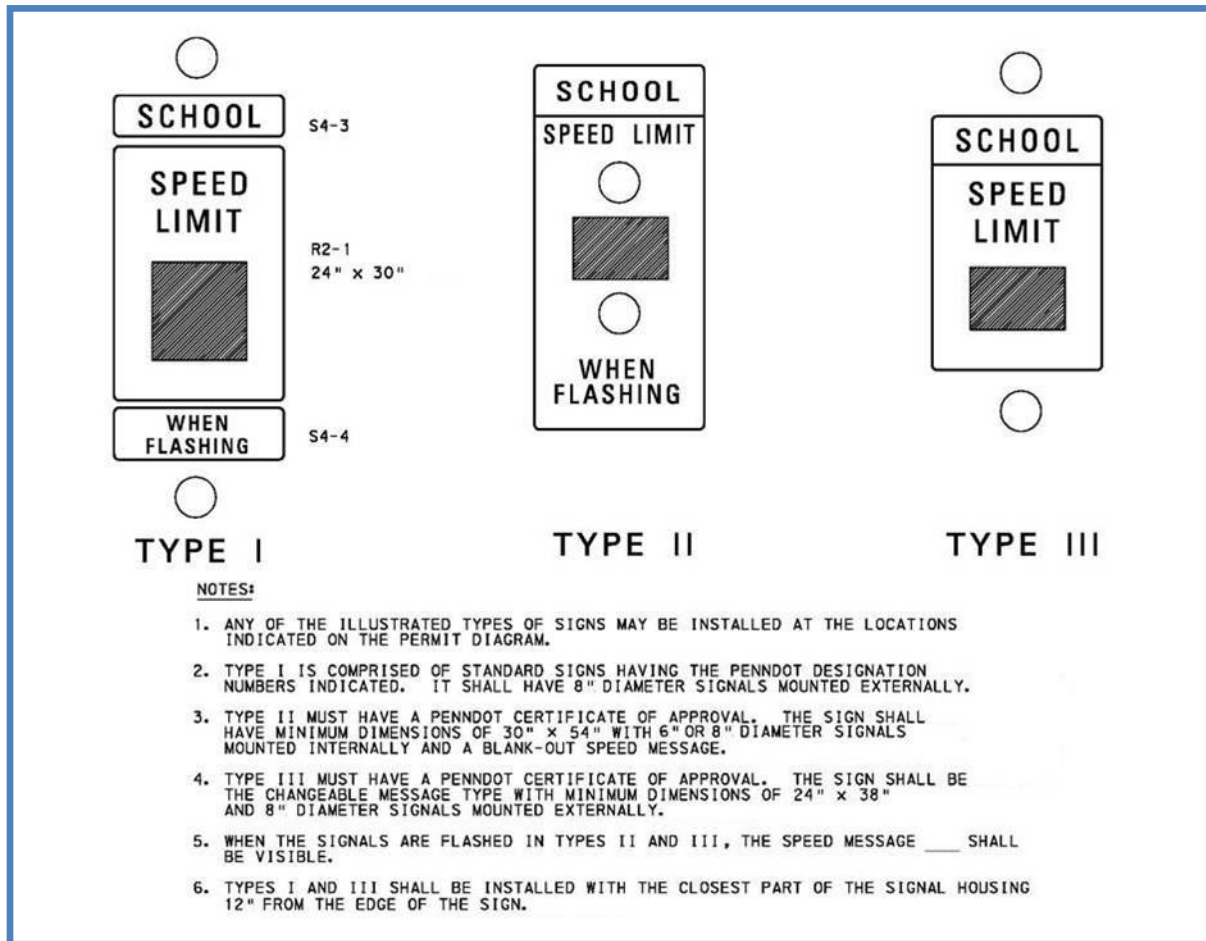 SCHOOL
S4-3
SPEED
LIMIT
R2-1
24" x 30"
WHEN
FLASHING
S4-4
TYPE I
SCHOOL
SPEED LIMIT
WHEN
FLASHING
TYPE II
SCHOOL
SPEED
LIMIT
TYPE III
NOTES:
1. ANY OF THE ILLUSTRATED TYPES OF SIGNS MAY BE INSTALLED AT THE LOCATIONS
INDICATED ON THE PERMIT DIAGRAM.
2. TYPE I IS COMPRISED OF STANDARD SIGNS HAVING THE PENNDOT DESIGNATION
NUMBERS INDICATED. IT SHALL HAVE 8" DIAMETER SIGNALS MOUNTED EXTERNALLY.
3. TYPE II MUST HAVE A PENNDOT CERTIFICATE OF APPROVAL. THE SIGN SHALL
HAVE MINIMUM DIMENSIONS OF 30" x 54" WITH 6" OR 8" DIAMETER SIGNALS
MOUNTED INTERNALLY AND A BLANK-OUT SPEED MESSAGE.
4. TYPE III MUST HAVE A PENNDOT CERTIFICATE OF APPROVAL. THE SIGN SHALL BE
THE CHANGEABLE MESSAGE TYPE WITH MINIMUM DIMENSIONS OF 24" x 38"
AND 8" DIAMETER SIGNALS MOUNTED EXTERNALLY.
5. WHEN THE SIGNALS ARE FLASHED IN TYPES II AND III, THE SPEED MESSAGE ___ SHALL
BE VISIBLE.
6. TYPES I AND III SHALL BE INSTALLED WITH THE CLOSEST PART OF THE SIGNAL HOUSING
12" FROM THE EDGE OF THE SIGN.